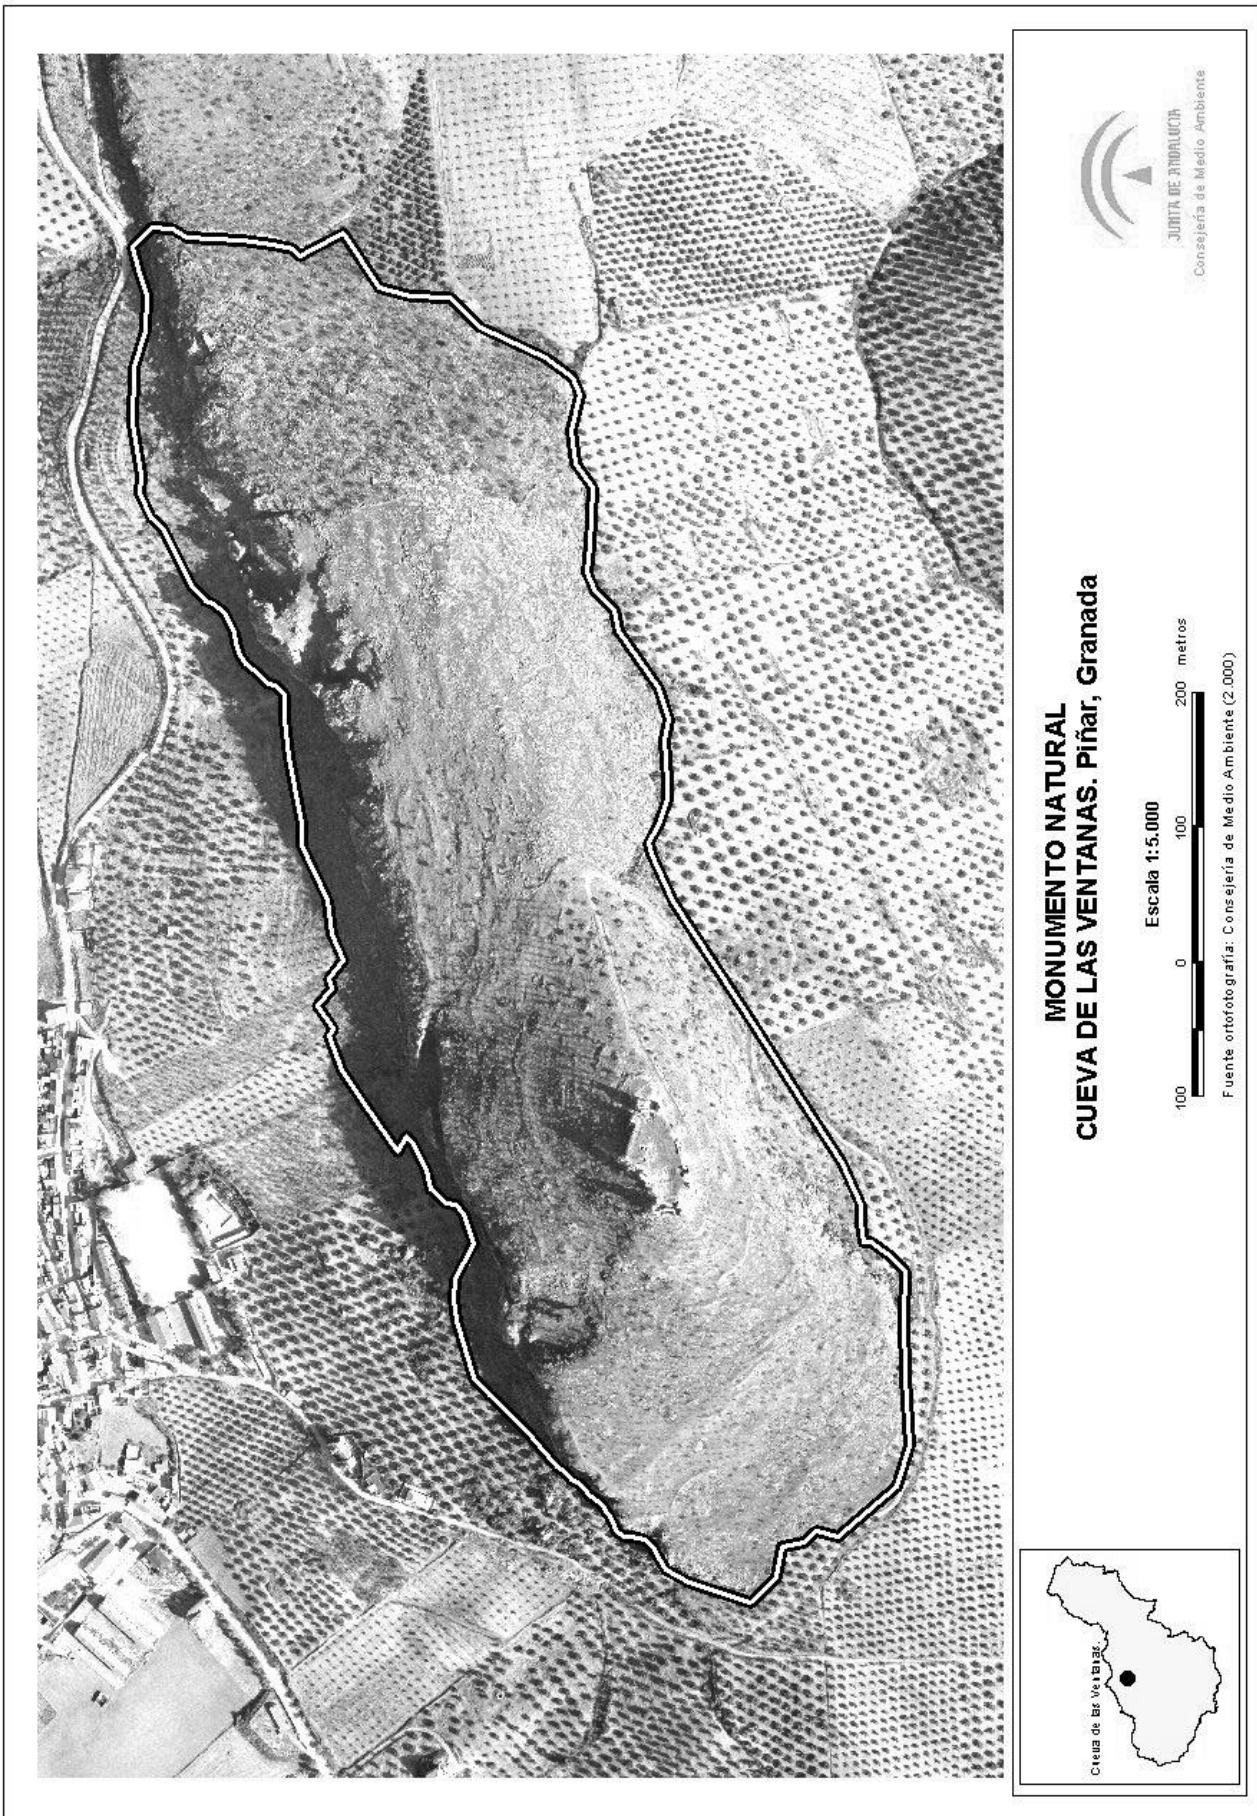 MONUMENTO NATURAL
CUEVA DE LAS VENTANAS. Piñar, Granada
Escala 1:5.000
100 0 100 200 metros
Fuente ortofotografía: Consejería de Medio Ambiente (2.000)
Cueva de las Ventanas.
JUNTA DE ANDALUCIA
Consejería de Medio Ambiente